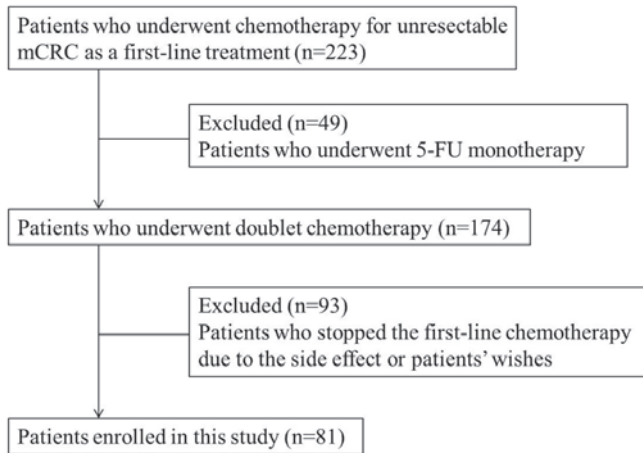 Patients who underwent chemotherapy for unresectable
mCRC as a first-line treatment (n=223)
Excluded (n=49)
Patients who underwent 5-FU monotherapy
Patients who underwent doublet chemotherapy (n=174)
Excluded (n=93)
Patients who stopped the first-line chemotherapy
due to the side effect or patients’ wishes
Patients enrolled in this study (n=81)